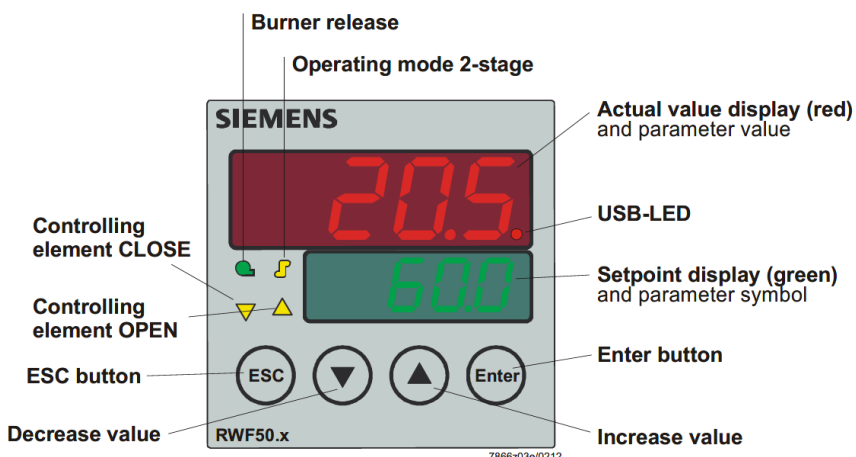 Burner release
Operating mode 2-stage
SIEMENS
Actual value display (red)
and parameter value
20.5.
USB-LED
Controlling
element CLOSE
Setpoint display (green)
and parameter symbol
60.0
Controlling
element OPEN
Enter button
ESC button
ESC
Enter
Decrease value
RWF50.x
Increase value
7866z03e/0212